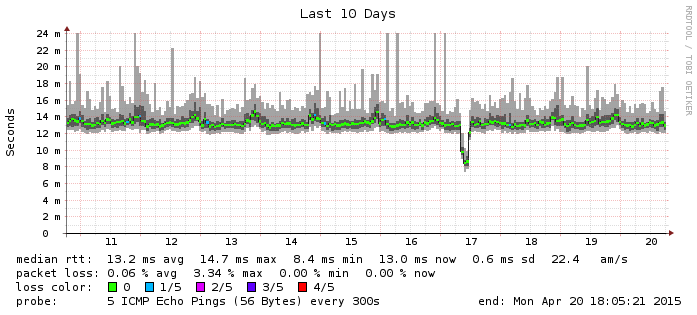 Last 10 Days
RRDTOOL / TOBI OETIKER
Seconds
24 m
22 m
20 m
18 m
16 m
14 m
12 m
10 m
8 m
6 m
4 m
2 m
0
11 12 13 14 15 16 17 18 19 20
median rtt: 13.2 ms avg 14.7 ms max 8.4 ms min 13.0 ms now 0.6 ms sd 22.4 am/s
packet loss: 0.06 % avg 3.34 % max 0.00 % min 0.00 % now
loss color: 0 1/5 2/5 3/5 4/5
probe: 5 ICMP Echo Pings (56 Bytes) every 300s end: Mon Apr 20 18:05:21 2015